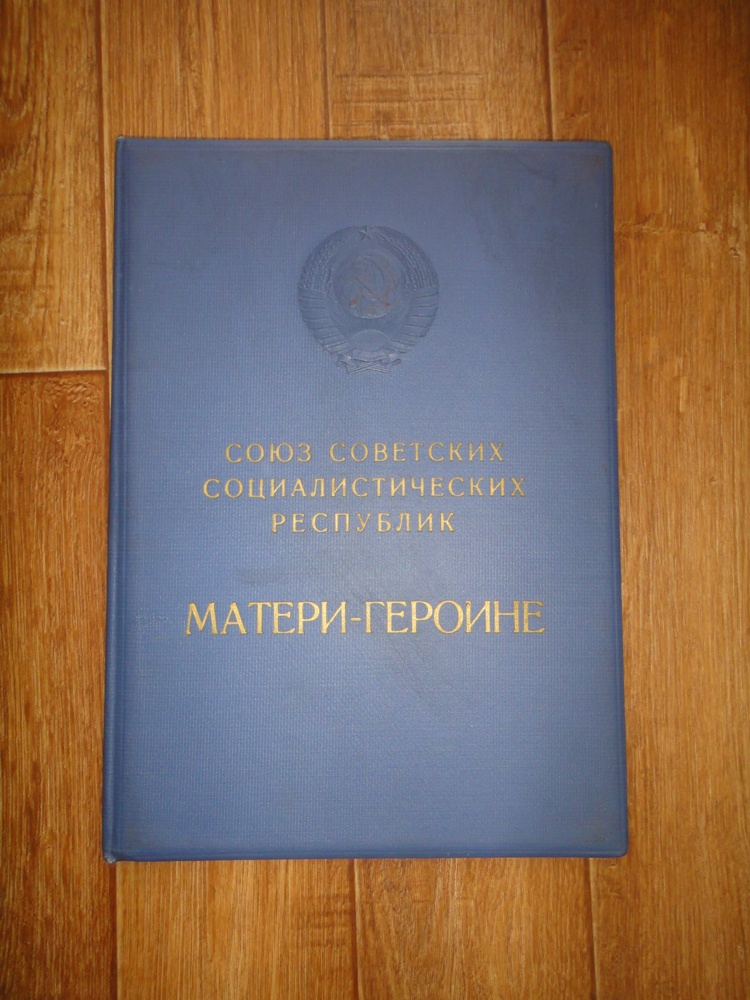 СОЮЗ СОВЕТСКИХ
СОЦИАЛИСТИЧЕСКИХ
РЕСПУБЛИК
МАТЕРИ-ГЕРОИНЕ